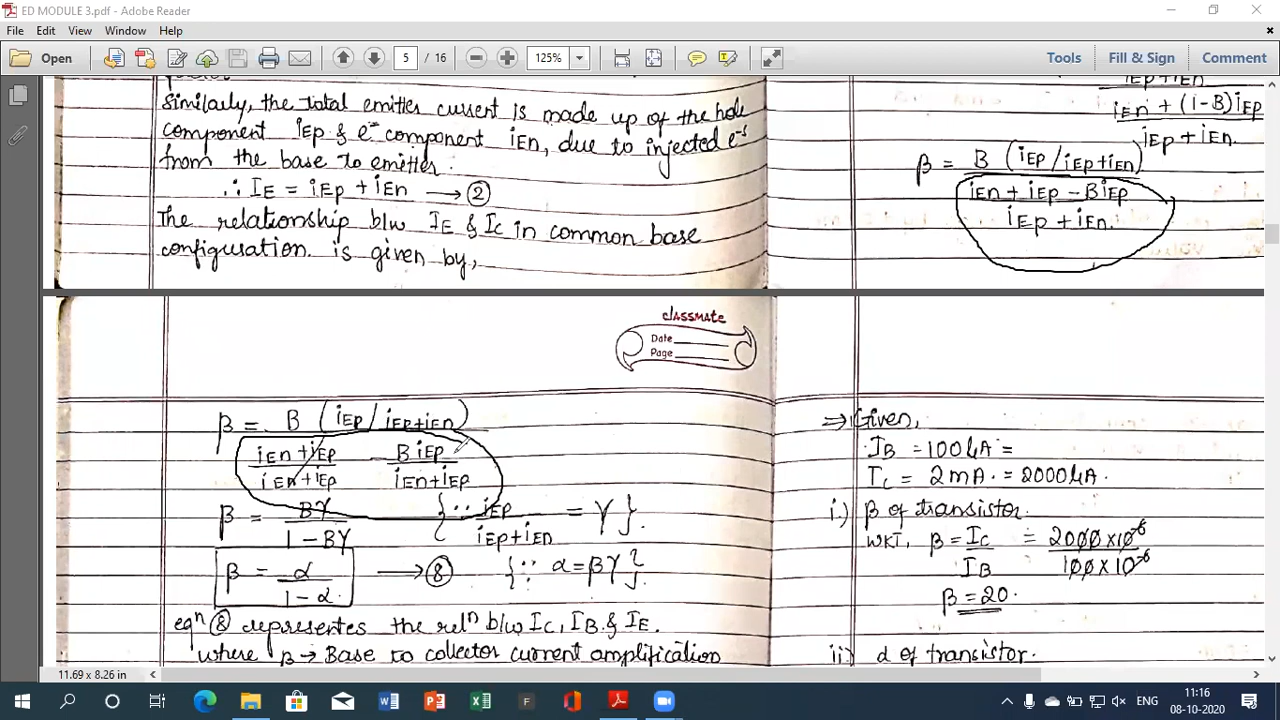 ED MODULE 3.pdf - Adobe Reader
File Edit View Window Help
Open 5 / 16 125% Tools Fill & Sign Comment
Similarly, the total emitter current is made up of the hole
component iEp & e⁻ component iEn, due to injected e⁻s
from the base to emitter.
∴ IE = iEp + iEn → ②
The relationship b/w IE & IC in common base
configuration. is given by,
iEp + iEn
iEn + (1-B)iEp
iEp + iEn.
β = B (iEp/iEp+iEn)
iEn + iEp - BiEp
iEp + iEn.
classmate
Date
Page
β = B (iEp/iEp+iEn)
iEn + iEp - B iEp
iEn + iEp iEn + iEp
β = Bγ {∵ iEp = γ}.
1 - Bγ iEp + iEn
β = α → ⑧ {∵ α = βγ}.
1 - α.
eqn ⑧ represents the reln b/w IC, IB & IE.
where β → Base to collector current amplification
⇒ Given,
IB = 100μA =
IC = 2mA. = 2000μA.
i.) β of transistor.
WKT, β = IC = 2000 × 10⁻⁶
IB 100 × 10⁻⁶
β = 20.
ii) α of transistor.
11.69 x 8.26 in
ENG 11:16
08-10-2020